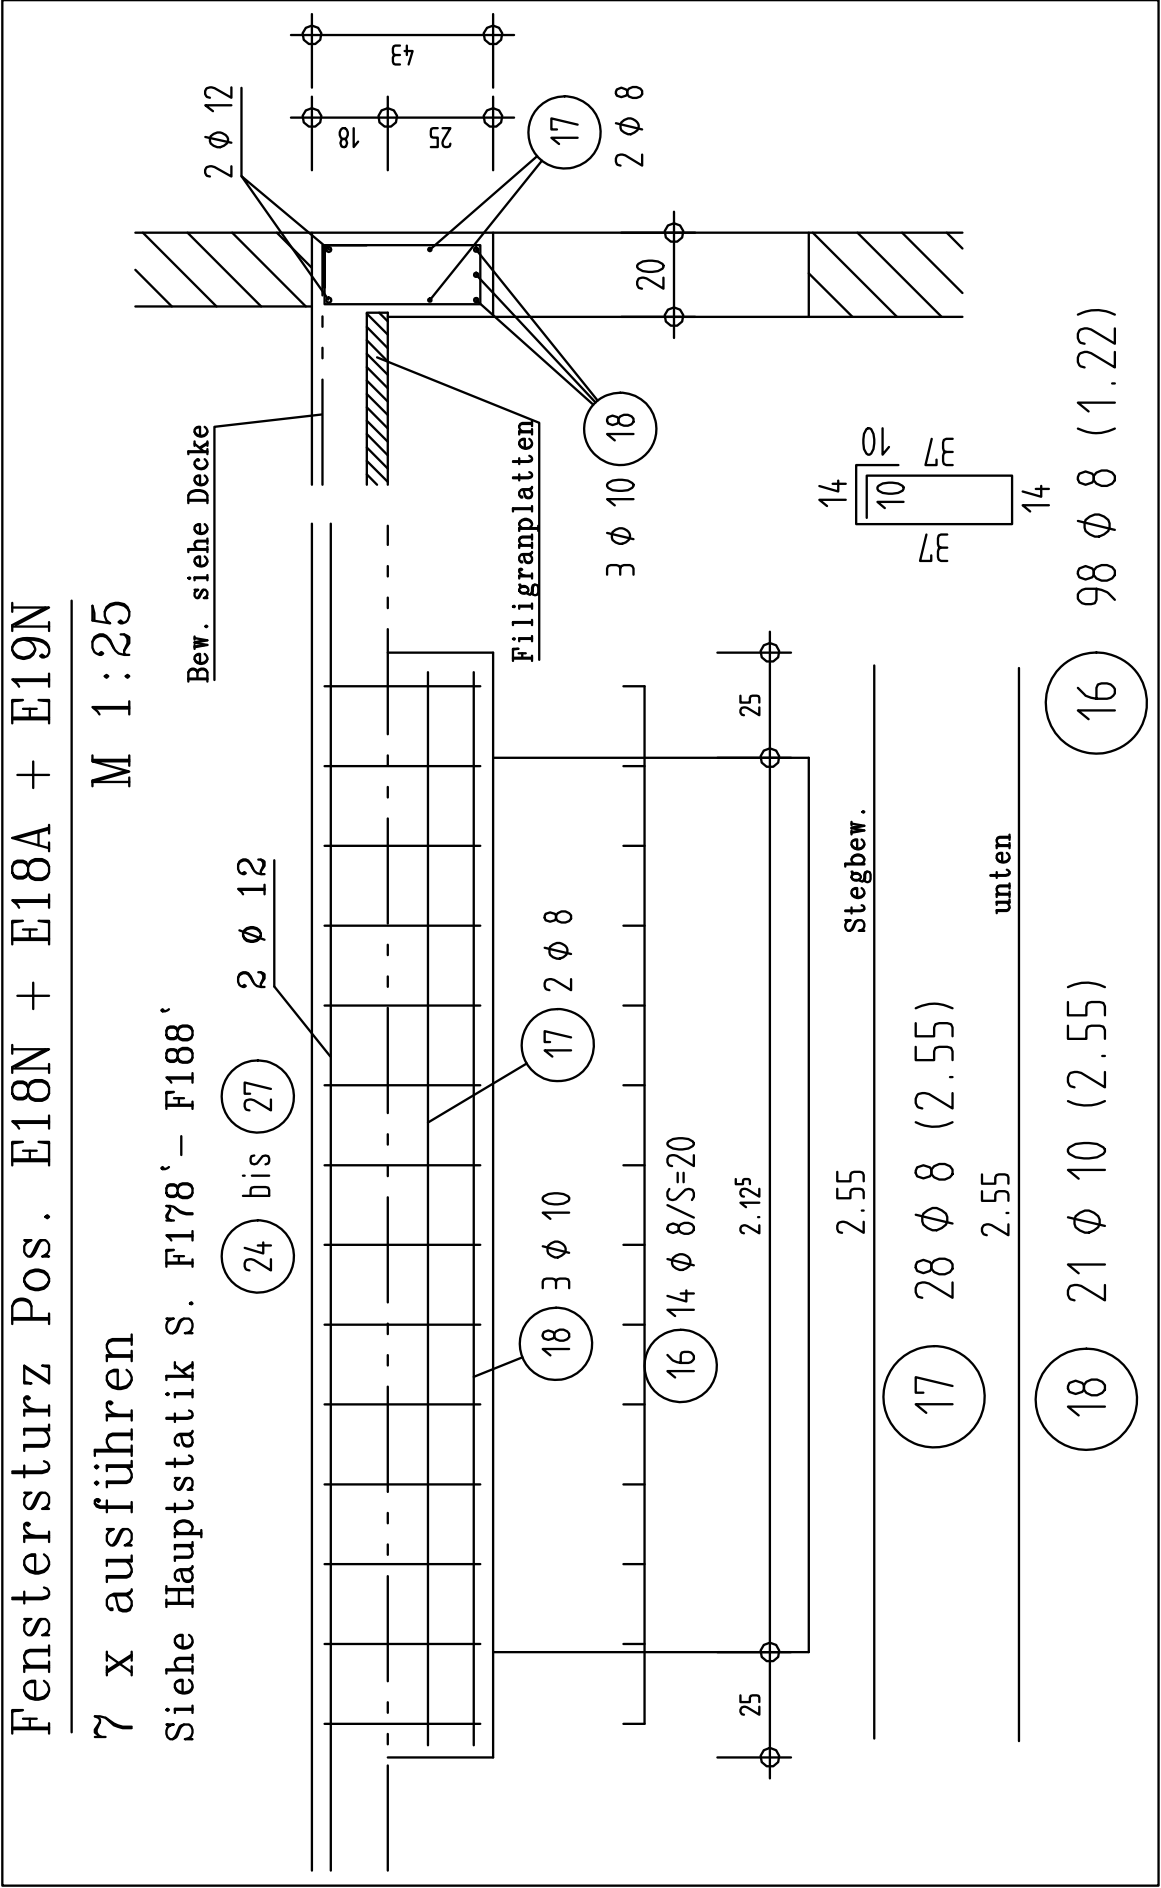 Fenstersturz Pos. E18N + E18A + E19N
7 x ausführen
M 1:25
Siehe Hauptstatik S. F178‘– F188‘
24 bis 27
2 ø 12
Bew. siehe Decke
2 ø 12
18
25
43
17
2 ø 8
Filigranplatten
18
3 ø 10
20
18 3 ø 10
17 2 ø 8
16 14 ø 8/S=20
25
2.12⁵
25
2.55
Stegbew.
17 28 ø 8 (2.55)
2.55
unten
18 21 ø 10 (2.55)
14
10
10
37
37
14
16 98 ø 8 (1.22)